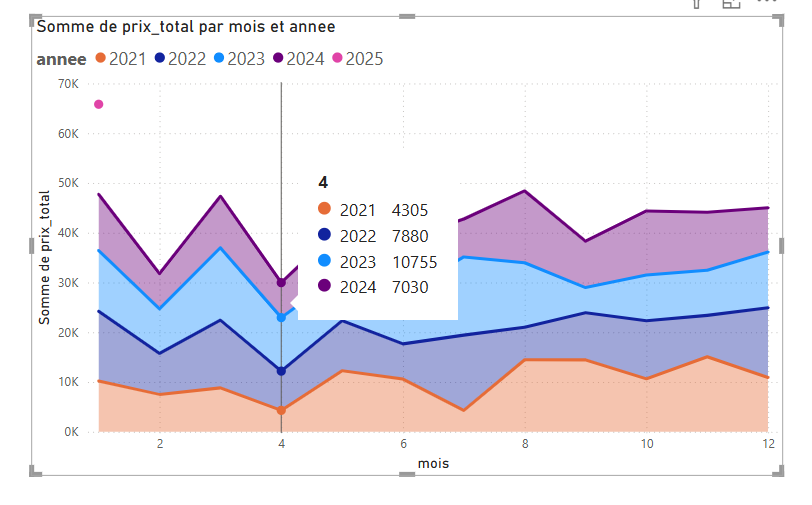 Somme de prix_total par mois et annee
annee 2021 2022 2023 2024 2025
70K
60K
50K
40K
30K
20K
10K
0K
Somme de prix_total
4
2021 4305
2022 7880
2023 10755
2024 7030
2 4 6 8 10 12
mois